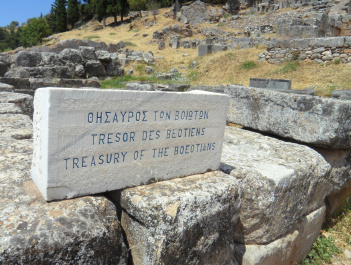 ΘΗΣΑΥΡΟΣ ΤΩΝ ΒΟΙΩΤΩΝ
TRESOR DES BEOTIENS
TREASURY OF THE BOEOTIANS